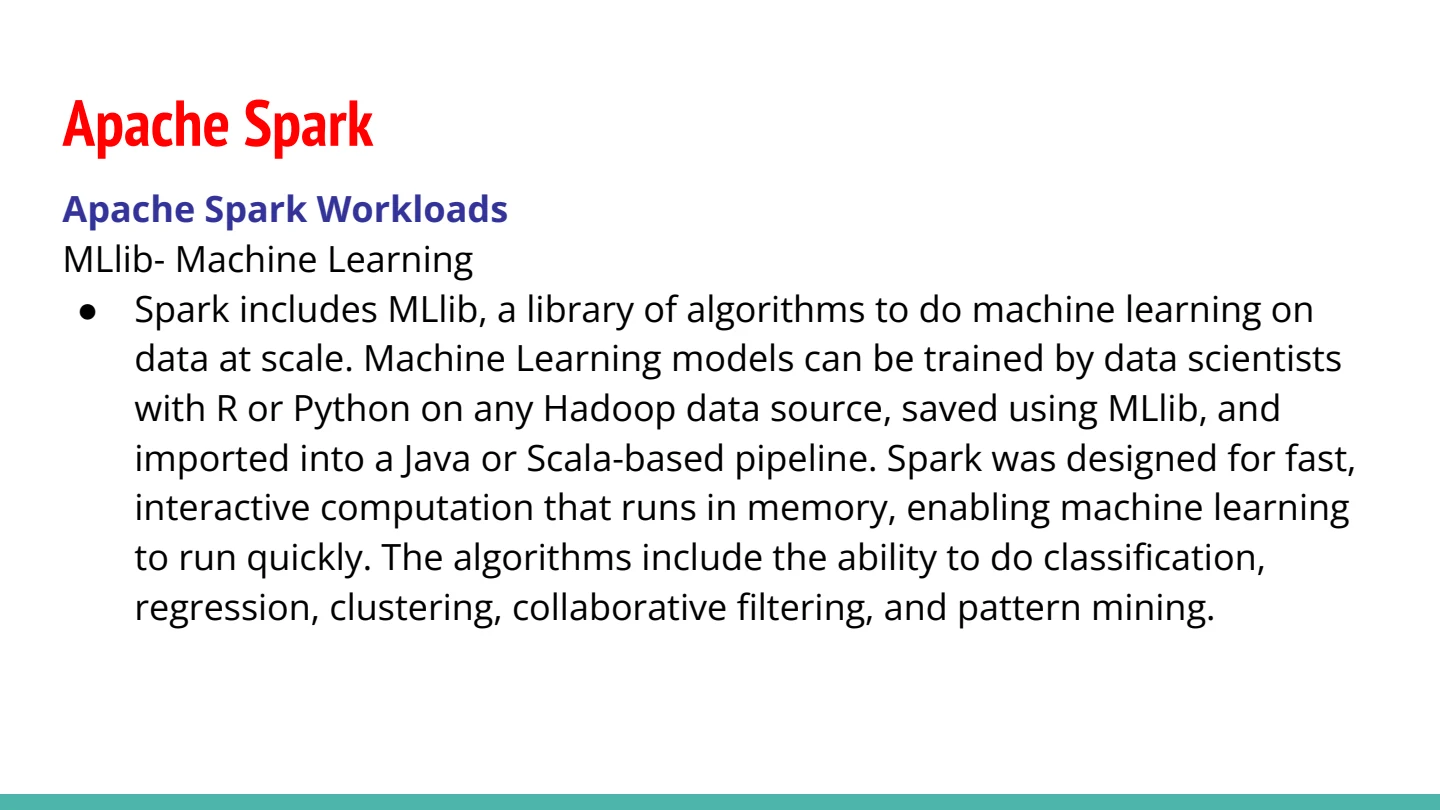 Apache Spark
Apache Spark Workloads
MLlib- Machine Learning
● Spark includes MLlib, a library of algorithms to do machine learning on
data at scale. Machine Learning models can be trained by data scientists
with R or Python on any Hadoop data source, saved using MLlib, and
imported into a Java or Scala-based pipeline. Spark was designed for fast,
interactive computation that runs in memory, enabling machine learning
to run quickly. The algorithms include the ability to do classification,
regression, clustering, collaborative filtering, and pattern mining.